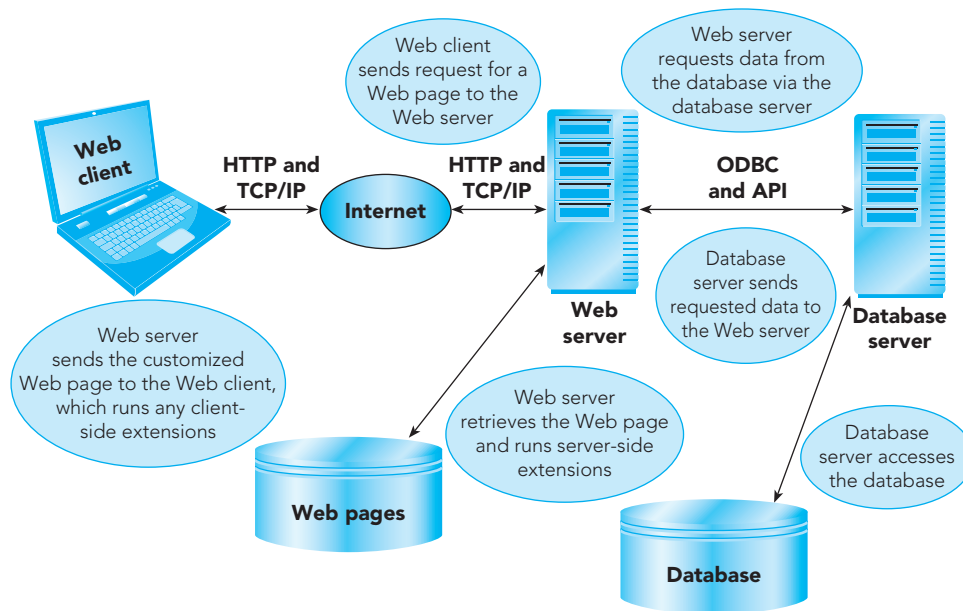 Web client
sends request for a
Web page to the
Web server
Web server
requests data from
the database via the
database server
Web
client
HTTP and
TCP/IP
Internet
HTTP and
TCP/IP
ODBC
and API
Web
server
Database
server sends
requested data to
the Web server
Database
server
Web server
sends the customized
Web page to the Web client,
which runs any client-
side extensions
Web server
retrieves the Web page
and runs server-side
extensions
Database
server accesses
the database
Web pages
Database